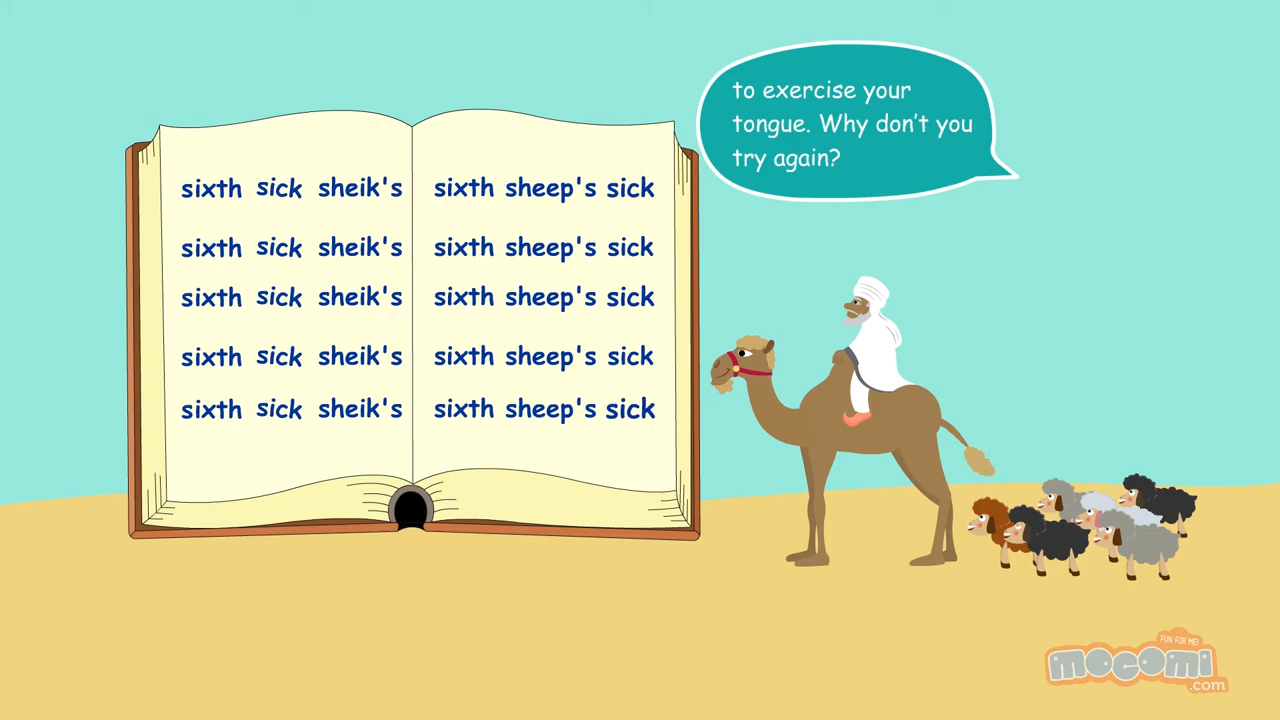 sixth sick sheik's sixth sheep's sick
sixth sick sheik's sixth sheep's sick
sixth sick sheik's sixth sheep's sick
sixth sick sheik's sixth sheep's sick
sixth sick sheik's sixth sheep's sick
to exercise your
tongue. Why don't you
try again?
FUN FOR ME!
mocomi
.com